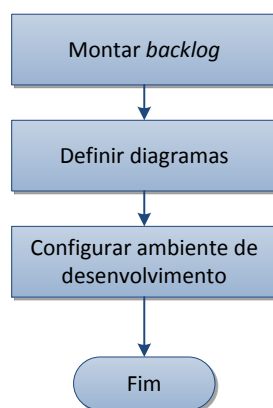 Montar backlog
Definir diagramas
Configurar ambiente de
desenvolvimento
Fim